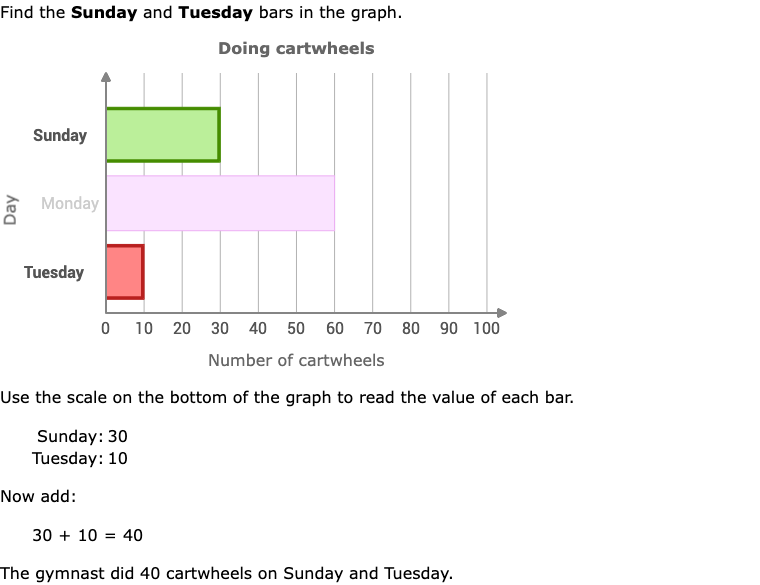 Find the Sunday and Tuesday bars in the graph.
Doing cartwheels
Sunday
Monday
Tuesday
Day
0 10 20 30 40 50 60 70 80 90 100
Number of cartwheels
Use the scale on the bottom of the graph to read the value of each bar.
Sunday: 30
Tuesday: 10
Now add:
30 + 10 = 40
The gymnast did 40 cartwheels on Sunday and Tuesday.